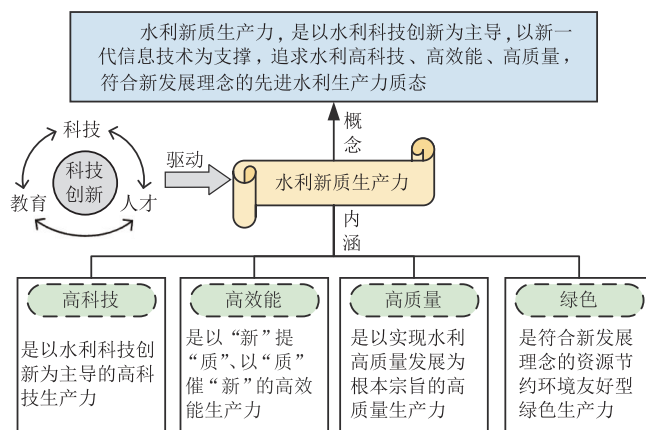 水利新质生产力，是以水利科技创新为主导，以新一
代信息技术为支撑，追求水利高科技、高效能、高质量，
符合新发展理念的先进水利生产力质态
概
念
科技
科技
创新
教育
人才
驱动
水利新质生产力
内
涵
高科技
是以水利科技创
新为主导的高科
技生产力
高效能
是以“新”提
“质”、以“质”
催“新”的高效
能生产力
高质量
是以实现水利
高质量发展为
根本宗旨的高
质量生产力
绿色
是符合新发展
理念的资源节
约环境友好型
绿色生产力